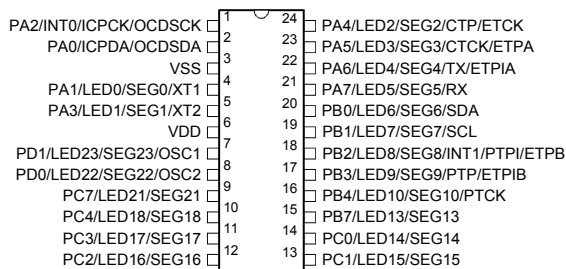 PA2/INT0/ICPCK/OCDSCK 1 24 PA4/LED2/SEG2/CTP/ETCK
PA0/ICPDA/OCDSDA 2 23 PA5/LED3/SEG3/CTCK/ETPA
VSS 3 22 PA6/LED4/SEG4/TX/ETPIA
PA1/LED0/SEG0/XT1 4 21 PA7/LED5/SEG5/RX
PA3/LED1/SEG1/XT2 5 20 PB0/LED6/SEG6/SDA
VDD 6 19 PB1/LED7/SEG7/SCL
PD1/LED23/SEG23/OSC1 7 18 PB2/LED8/SEG8/INT1/PTPI/ETPB
PD0/LED22/SEG22/OSC2 8 17 PB3/LED9/SEG9/PTP/ETPIB
PC7/LED21/SEG21 9 16 PB4/LED10/SEG10/PTCK
PC4/LED18/SEG18 10 15 PB7/LED13/SEG13
PC3/LED17/SEG17 11 14 PC0/LED14/SEG14
PC2/LED16/SEG16 12 13 PC1/LED15/SEG15